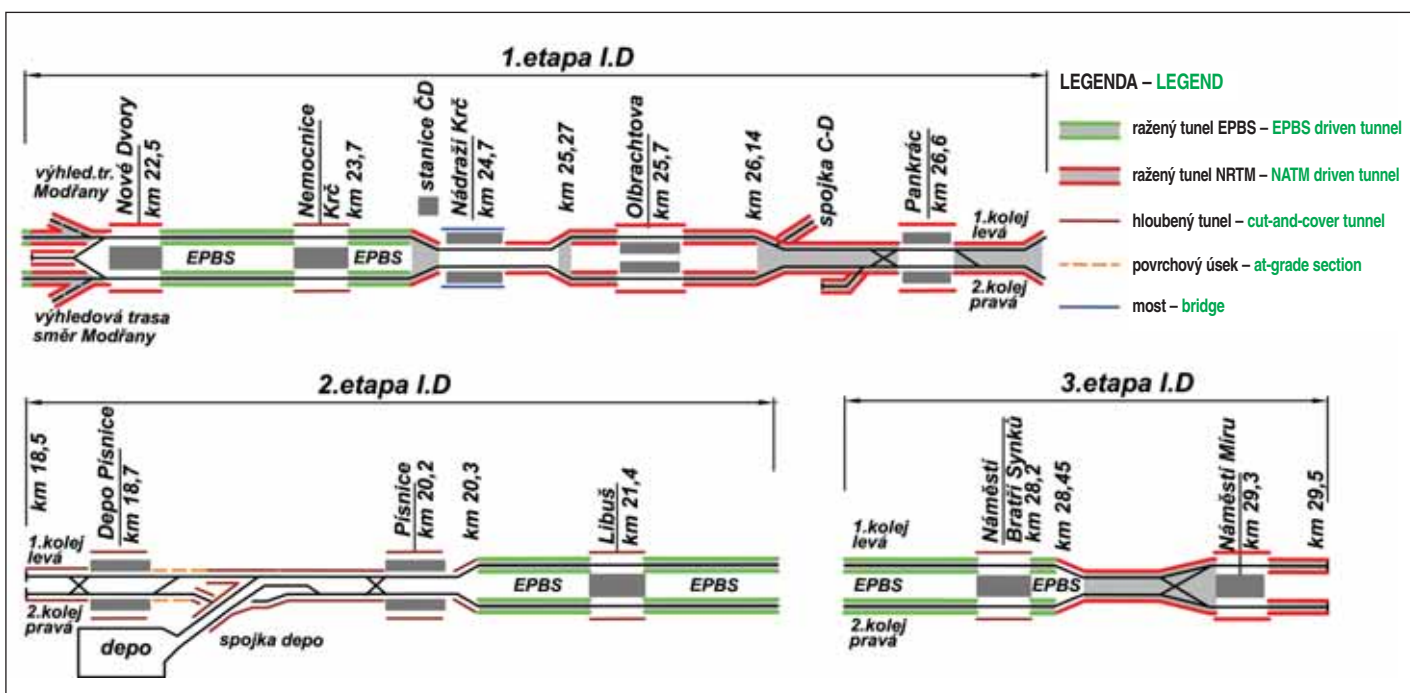 1.etapa I.D
výhled.tr.
Modřany
Nové Dvory
km 22,5
Nemocnice
Krč
km 23,7
stanice ČD
Nádraží Krč
km 24,7
km 25,27
Olbrachtova
km 25,7
km 26,14
spojka C-D
Pankrác
km 26,6
1.kolej
levá
EPBS
EPBS
2.kolej
pravá
výhledová trasa
směr Modřany
LEGENDA – LEGEND
ražený tunel EPBS – EPBS driven tunnel
ražený tunel NRTM – NATM driven tunnel
hloubený tunel – cut-and-cover tunnel
povrchový úsek – at-grade section
most – bridge
2.etapa I.D
km 18,5
Depo Písnice
km 18,7
Písnice
km 20,2
km 20,3
Libuš
km 21,4
1.kolej
levá
EPBS
EPBS
2.kolej
pravá
depo
spojka depo
3.etapa I.D
Náměstí
Bratří Synků
km 28,2
km 28,45
Náměstí Míru
km 29,3
km 29,5
1.kolej
levá
EPBS
EPBS
2.kolej
pravá